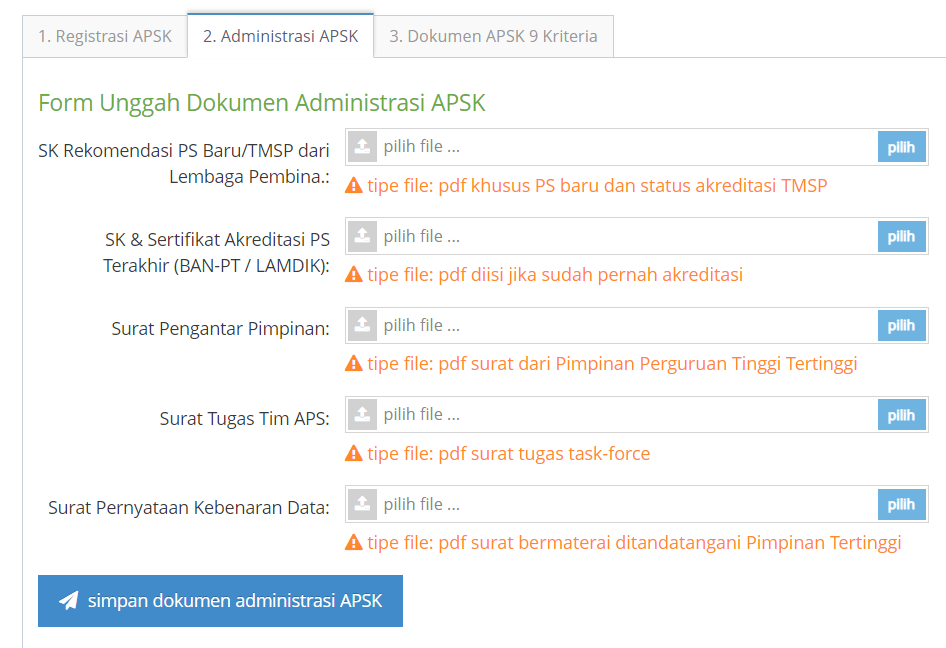 1. Registrasi APSK
2. Administrasi APSK
3. Dokumen APSK 9 Kriteria
Form Unggah Dokumen Administrasi APSK
SK Rekomendasi PS Baru/TMSP dari
Lembaga Pembina.:
pilih file ...
pilih
tipe file: pdf khusus PS baru dan status akreditasi TMSP
SK & Sertifikat Akreditasi PS
Terakhir (BAN-PT / LAMDIK):
pilih file ...
pilih
tipe file: pdf diisi jika sudah pernah akreditasi
Surat Pengantar Pimpinan:
pilih file ...
pilih
tipe file: pdf surat dari Pimpinan Perguruan Tinggi Tertinggi
Surat Tugas Tim APS:
pilih file ...
pilih
tipe file: pdf surat tugas task-force
Surat Pernyataan Kebenaran Data:
pilih file ...
pilih
tipe file: pdf surat bermaterai ditandatangani Pimpinan Tertinggi
simpan dokumen administrasi APSK